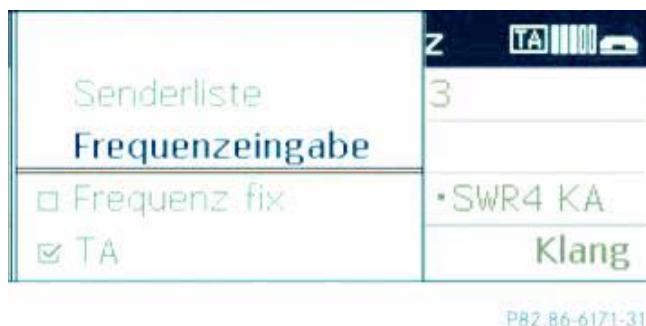 z TA
Senderliste 3
Frequenzeingabe
Frequenz fix •SWR4 KA
TA Klang
P82.86-6171-31